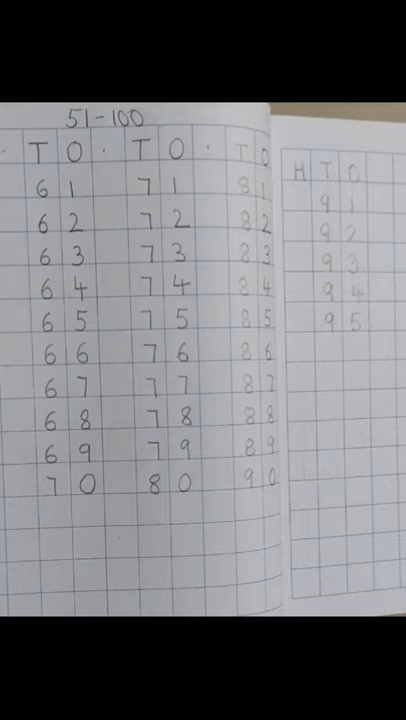 51-100
T O . T O . T O
6 1 7 1 8 1
6 2 7 2 8 2
6 3 7 3 8 3
6 4 7 4 8 4
6 5 7 5 8 5
6 6 7 6 8 6
6 7 7 7 8 7
6 8 7 8 8 8
6 9 7 9 8 9
7 0 8 0 9 0
H T O
9 1
9 2
9 3
9 4
9 5